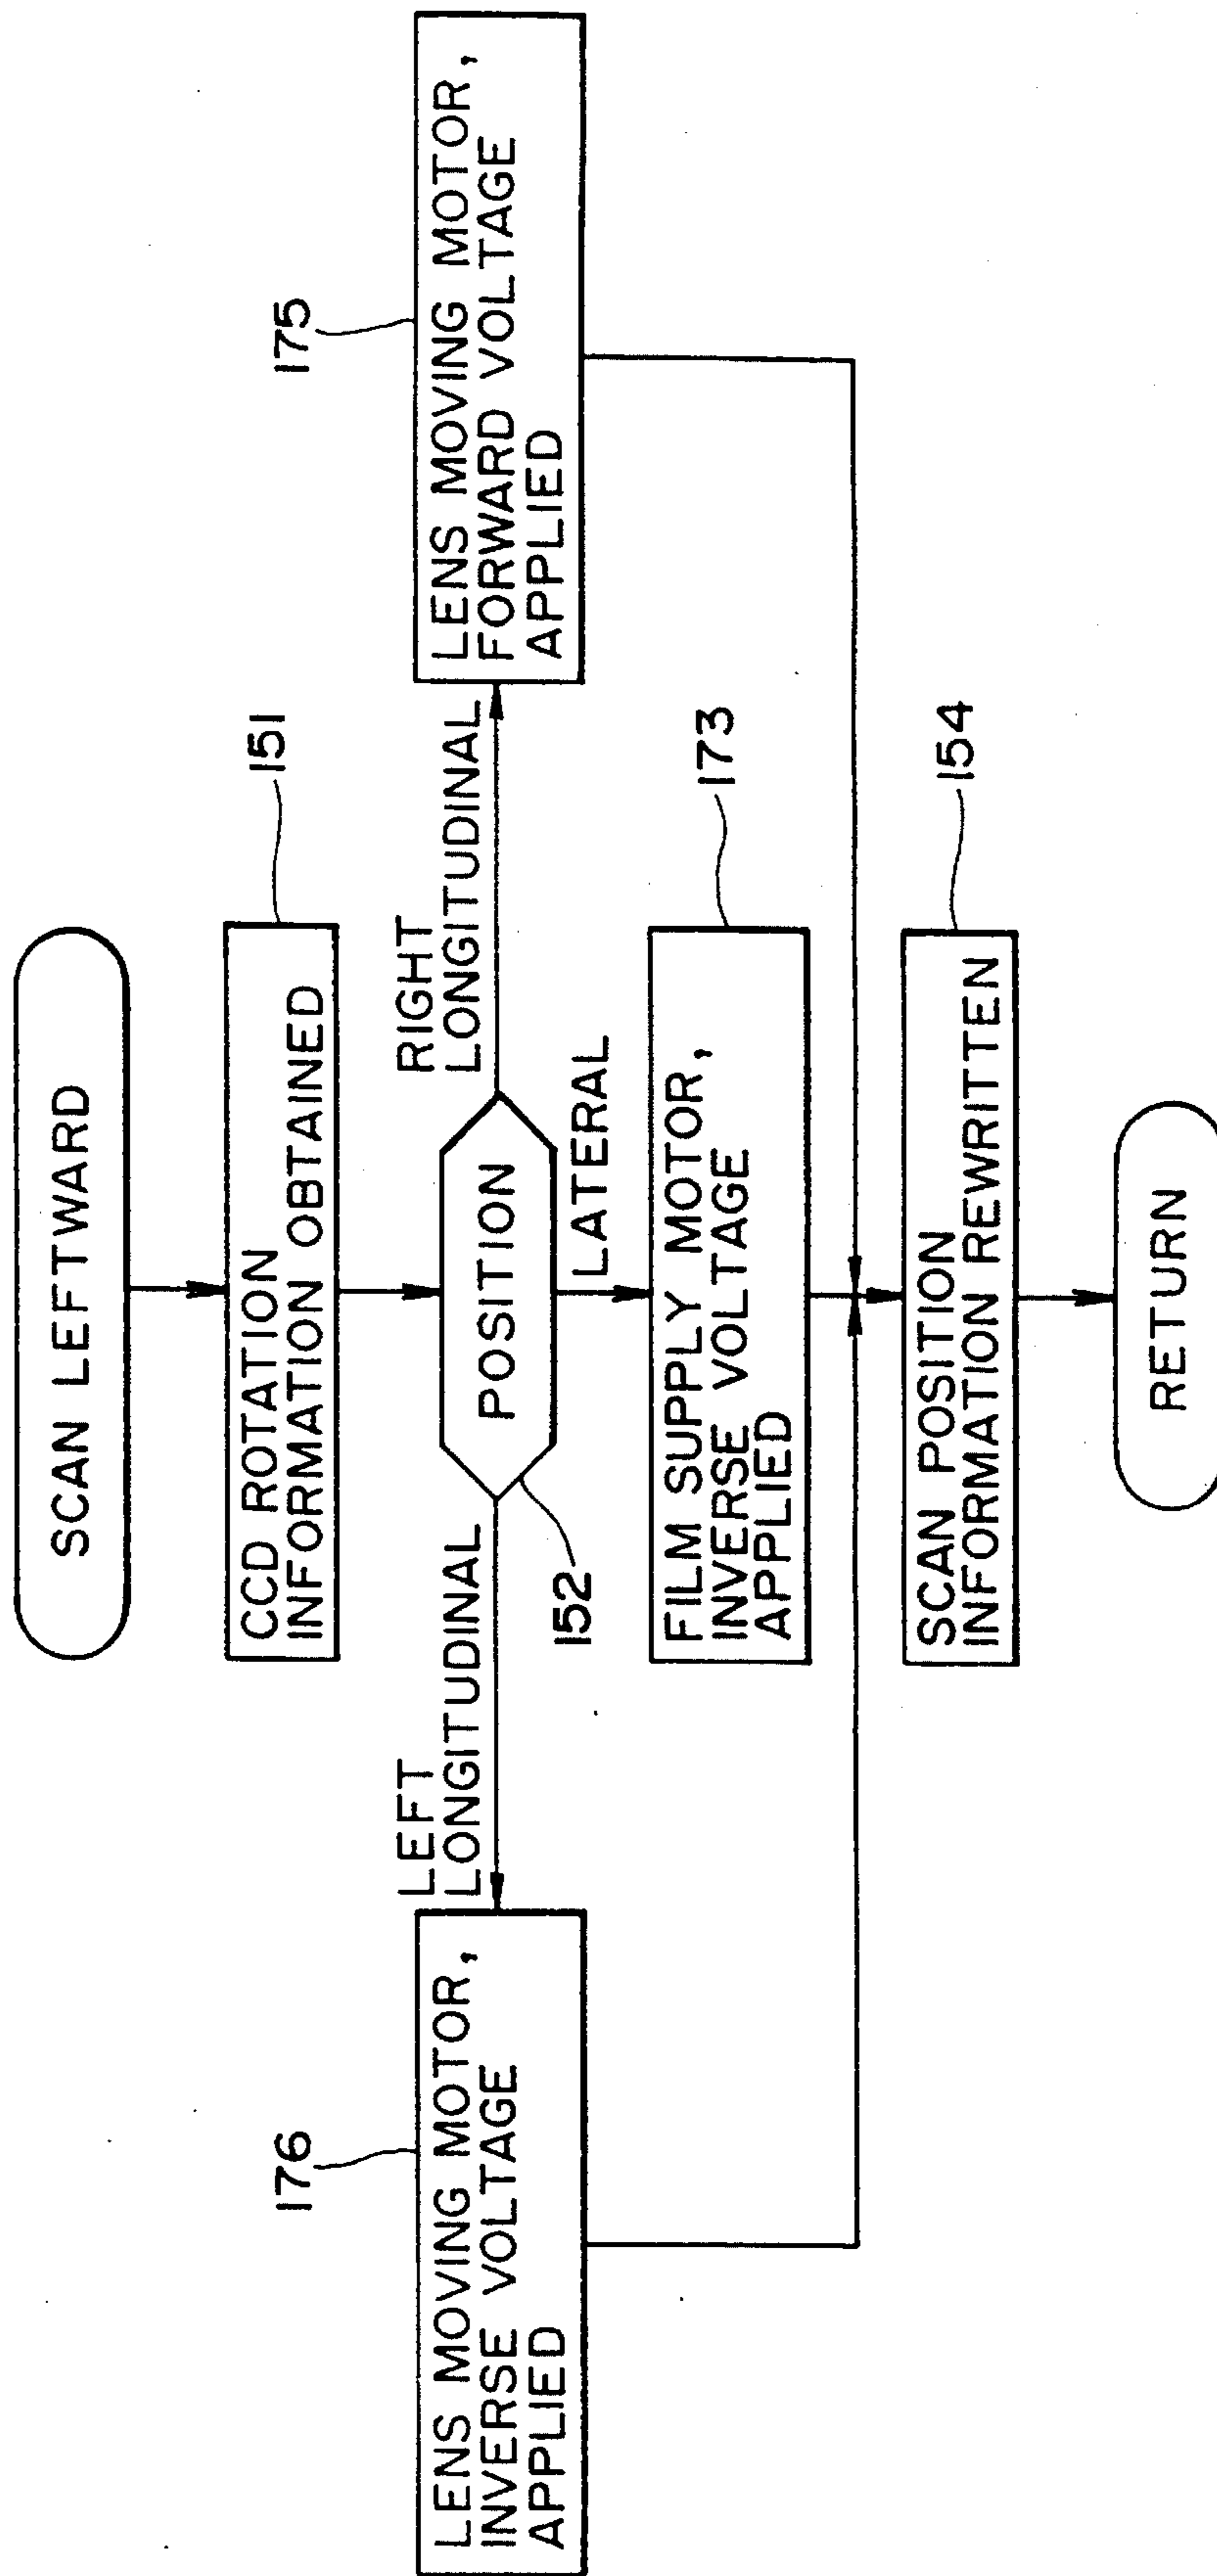 SCAN LEFTWARD
151
CCD ROTATION
INFORMATION OBTAINED
152
POSITION
LEFT
LONGITUDINAL
RIGHT
LONGITUDINAL
LATERAL
176
LENS MOVING MOTOR,
INVERSE VOLTAGE
APPLIED
173
FILM SUPPLY MOTOR,
INVERSE VOLTAGE
APPLIED
175
LENS MOVING MOTOR,
FORWARD VOLTAGE
APPLIED
154
SCAN POSITION
INFORMATION REWRITTEN
RETURN